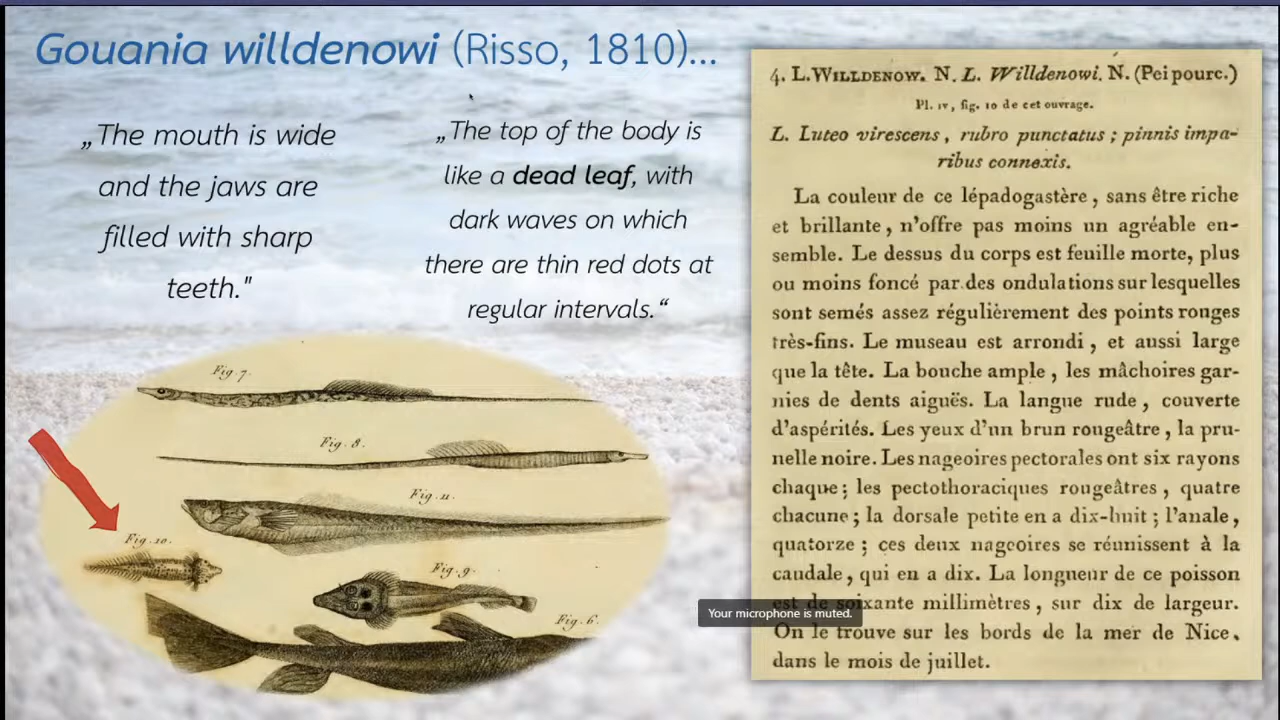 Gouania willdenowi (Risso, 1810)...
„The mouth is wide
and the jaws are
filled with sharp
teeth."
„The top of the body is
like a dead leaf, with
dark waves on which
there are thin red dots at
regular intervals.“
Fig. 7.
Fig. 8.
Fig. 11.
Fig. 10.
Fig. 9.
Fig. 6.
4. L. WILLDENOW. N. L. Willdenowi. N. (Peipourc.)
Pl. IV, fig. 10 de cet ouvrage.
L. Luteo virescens, rubro punctatus; pinnis impa-
ribus connexis.
La couleur de ce lépadogastère, sans être riche
et brillante, n'offre pas moins un agréable en-
semble. Le dessus du corps est feuille morte, plus
ou moins foncé par des ondulations sur lesquelles
sont semés assez régulièrement des points ronges
très-fins. Le museau est arrondi, et aussi large
que la tête. La bouche ample, les mâchoires gar-
nies de dents aiguës. La langue rude, couverte
d'aspérités. Les yeux d'un brun rougeâtre, la pru-
nelle noire. Les nageoires pectorales ont six rayons
chaque; les pectothoraciques rougeâtres, quatre
chacune; la dorsale petite en a dix-huit; l'anale,
quatorze; ces deux nageoires se réunissent à la
caudale, qui en a dix. La longueur de ce poisson
est de soixante millimètres, sur dix de largeur.
On le trouve sur les bords de la mer de Nice,
dans le mois de juillet.
Your microphone is muted.